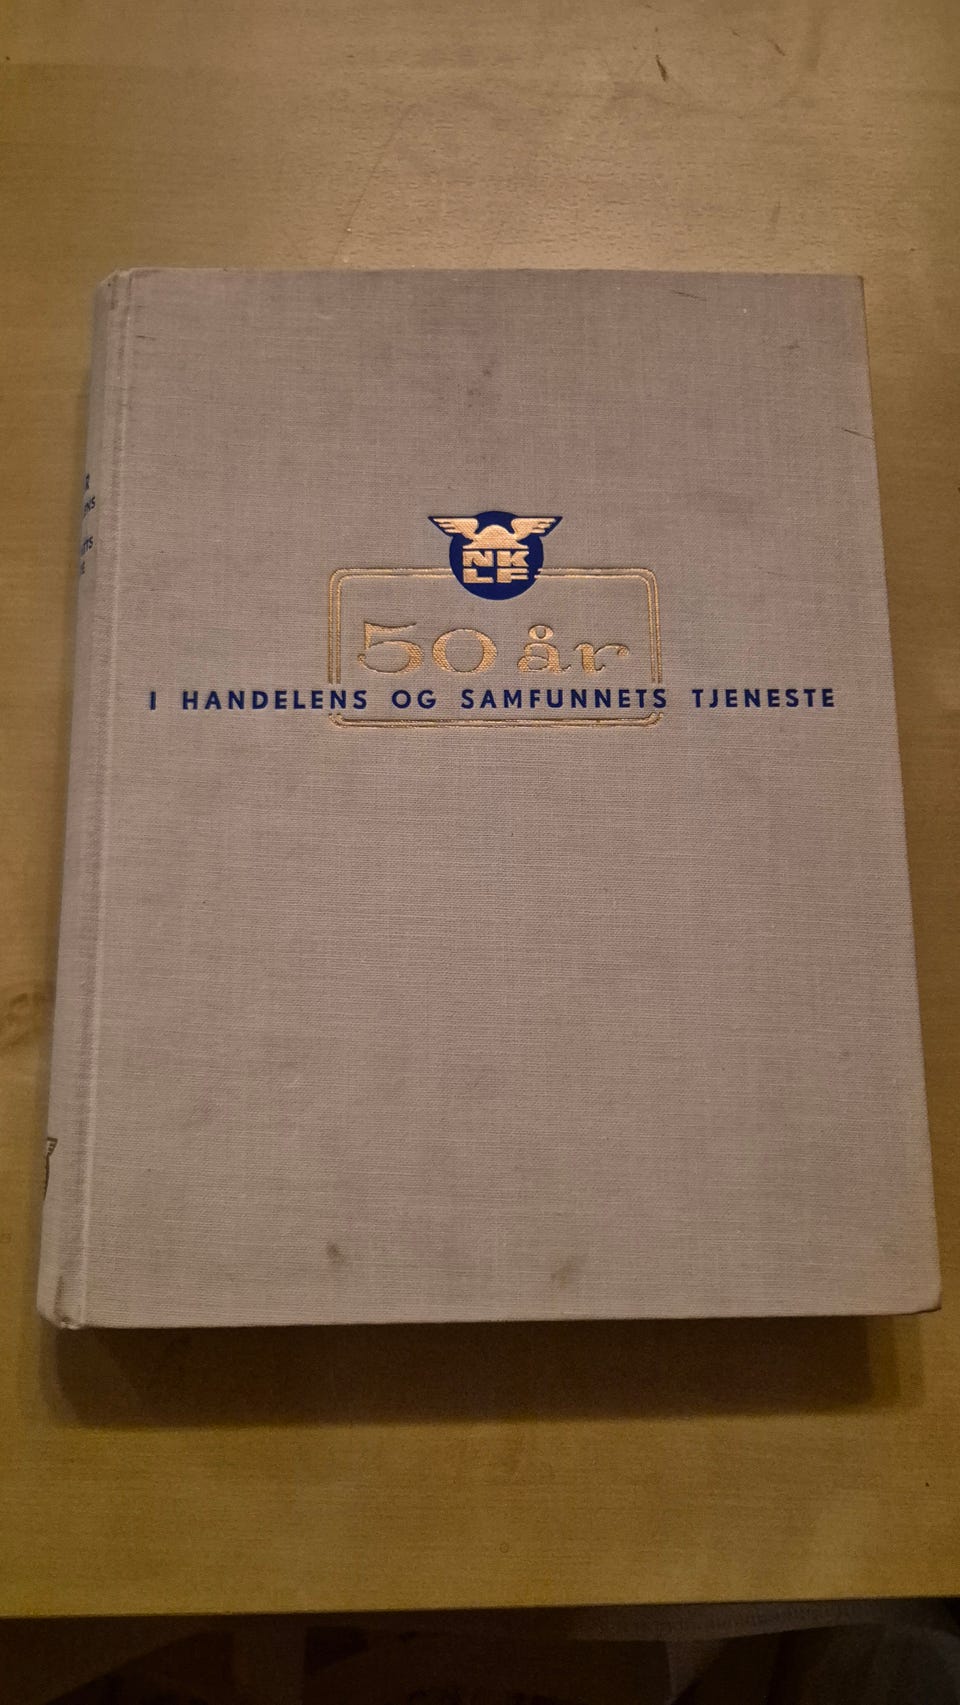 NK
LF
50 år
I HANDELENS OG SAMFUNNETS TJENESTE